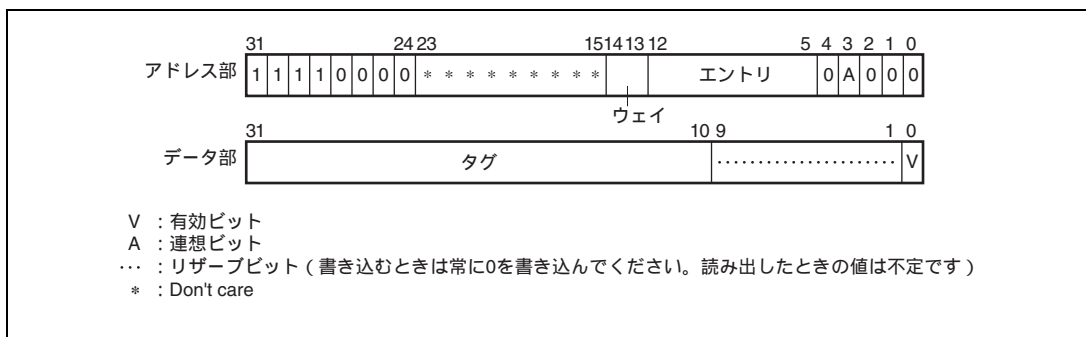 31 24 23 15 14 13 12 5 4 3 2 1 0
アドレス部 1 1 1 1 0 0 0 0 * * * * * * * * * エントリ 0 A 0 0 0
ウェイ
31 10 9 1 0
データ部 タグ ...................... V
V : 有効ビット
A : 連想ビット
… : リザーブビット ( 書き込むときは常に0を書き込んでください。読み出したときの値は不定です )
* : Don't care